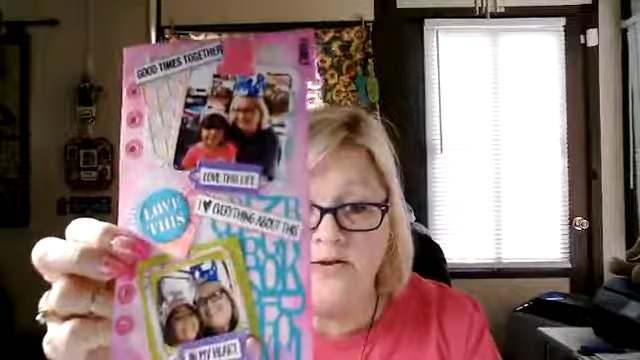 GOOD TIMES TOGETHER
LOVE THIS LIFE
LOVE
THIS
I ♥ EVERYTHING ABOUT THIS
IN MY HEART